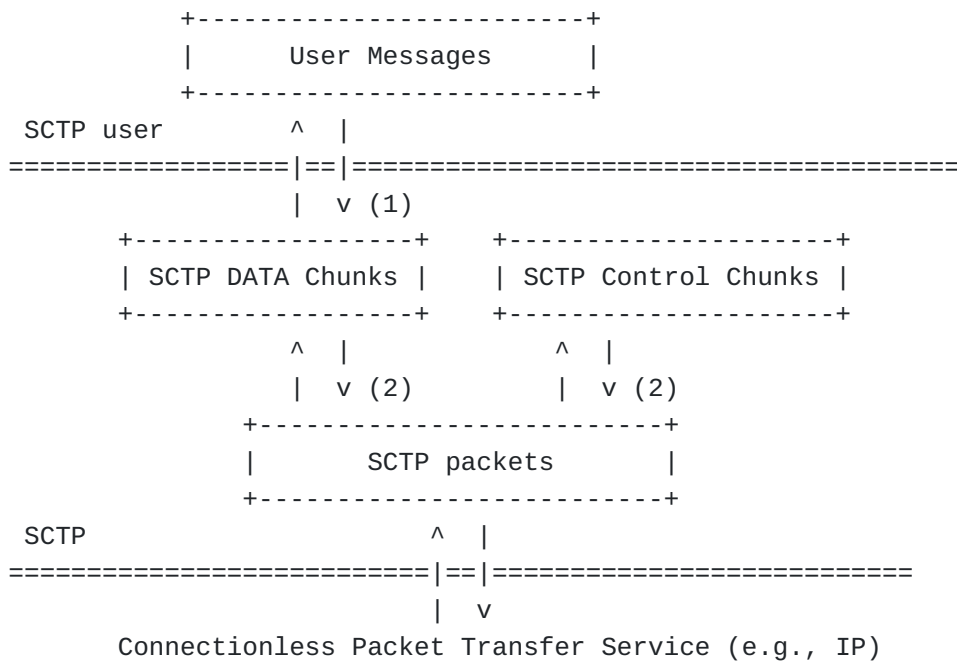 User Messages
SCTP user
(1)
SCTP DATA Chunks SCTP Control Chunks
(2) (2)
SCTP packets
SCTP
Connectionless Packet Transfer Service (e.g., IP)